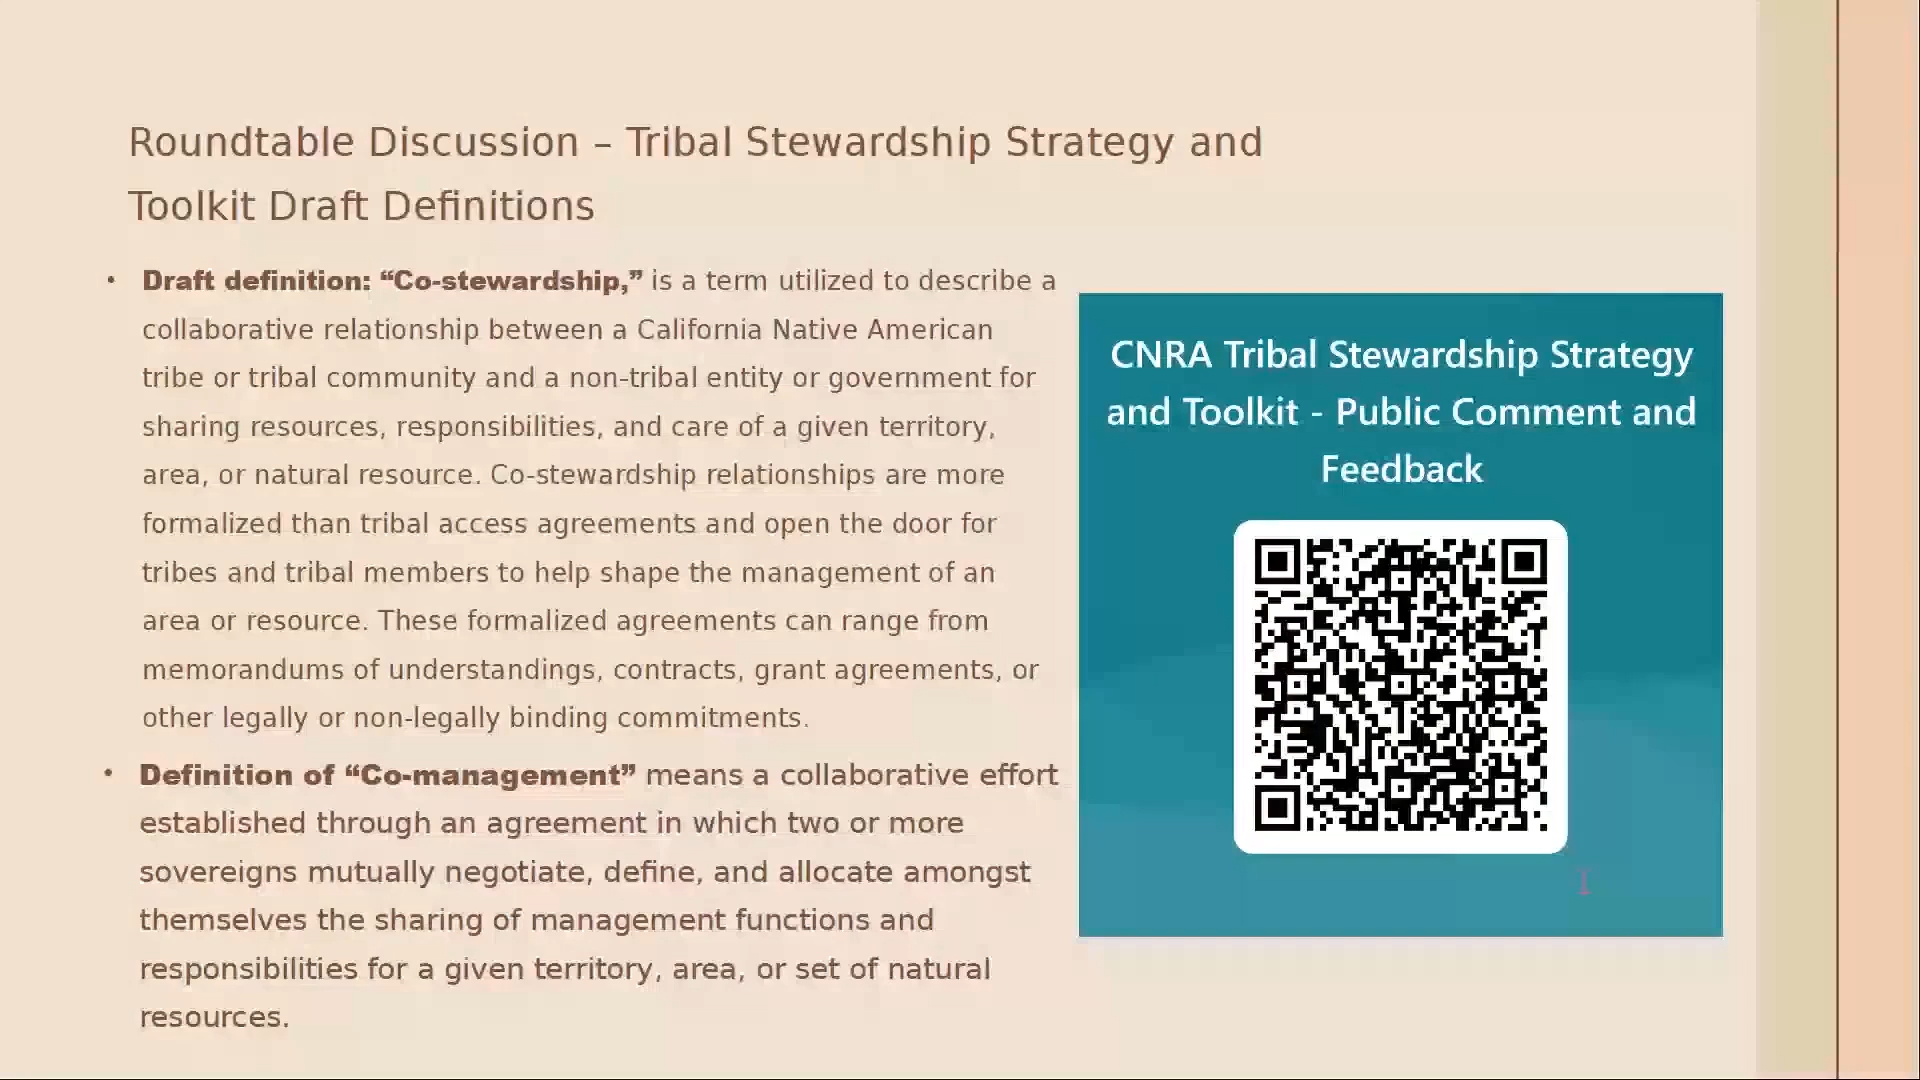 Roundtable Discussion – Tribal Stewardship Strategy and
Toolkit Draft Definitions
• Draft definition: “Co-stewardship,” is a term utilized to describe a
collaborative relationship between a California Native American
tribe or tribal community and a non-tribal entity or government for
sharing resources, responsibilities, and care of a given territory,
area, or natural resource. Co-stewardship relationships are more
formalized than tribal access agreements and open the door for
tribes and tribal members to help shape the management of an
area or resource. These formalized agreements can range from
memorandums of understandings, contracts, grant agreements, or
other legally or non-legally binding commitments.
• Definition of “Co-management” means a collaborative effort
established through an agreement in which two or more
sovereigns mutually negotiate, define, and allocate amongst
themselves the sharing of management functions and
responsibilities for a given territory, area, or set of natural
resources.
CNRA Tribal Stewardship Strategy
and Toolkit - Public Comment and
Feedback